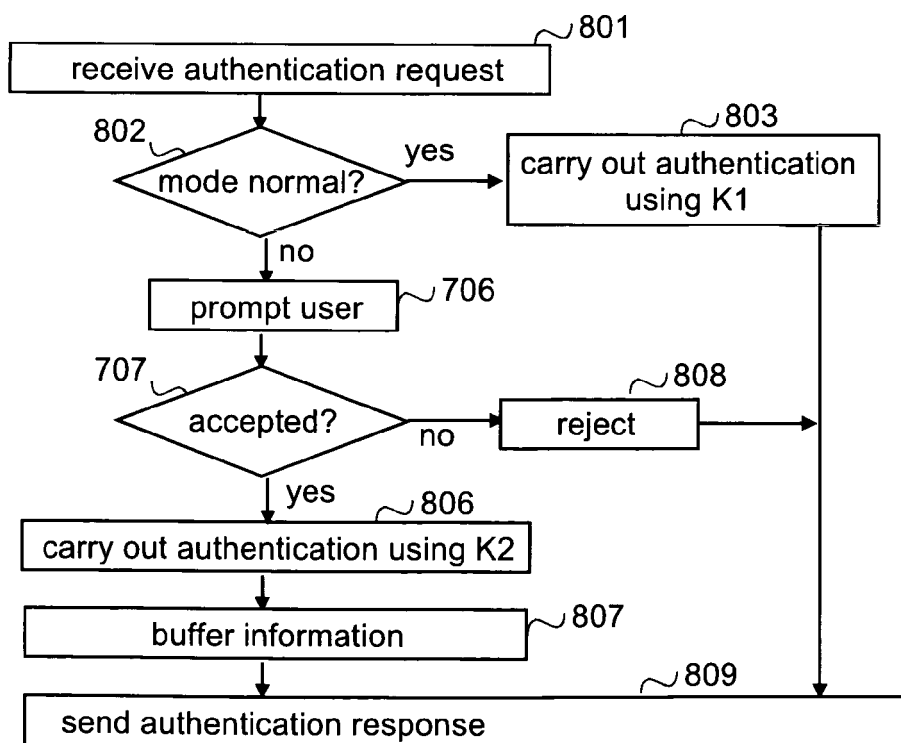 801
receive authentication request
802
mode normal?
yes
803
carry out authentication
using K1
no
prompt user
706
707
accepted?
no
808
reject
yes
806
carry out authentication using K2
buffer information
807
809
send authentication response